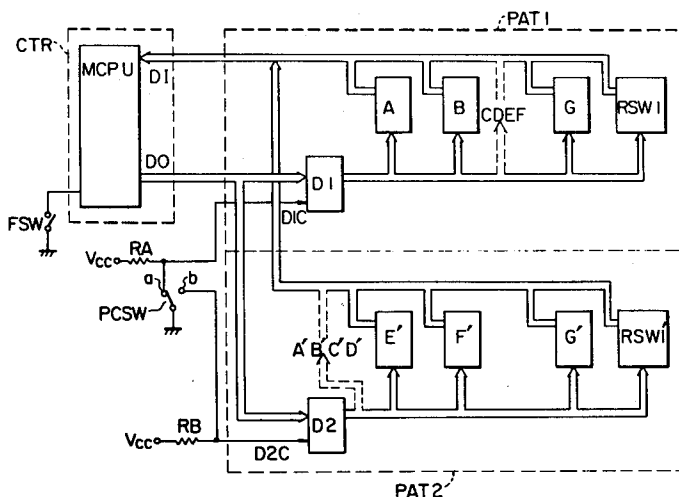 PAT1
CTR
MCPU
DI
A
B
CDEF
G
RSW1
DO
D1
D1C
FSW
Vcc
RA
a
b
PCSW
A'B'C'D'
E'
F'
G'
RSW1'
D2
Vcc
RB
D2C
PAT2